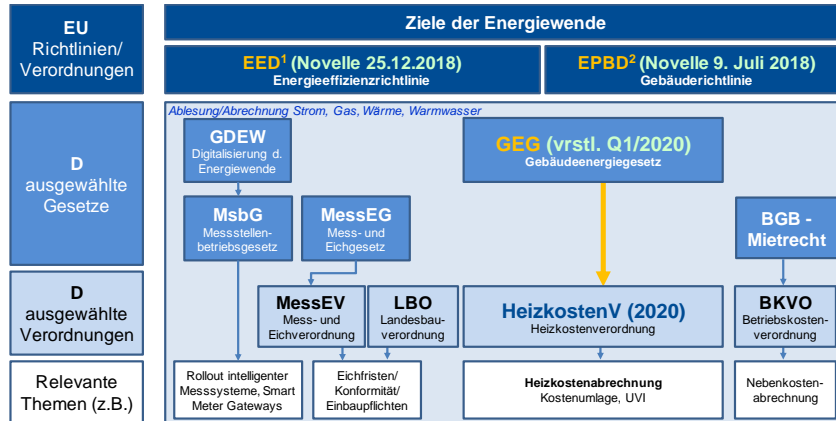 EU
Richtlinien/
Verordnungen
Ziele der Energiewende
EED¹ (Novelle 25.12.2018)
Energieeffizienzrichtlinie
EPBD² (Novelle 9. Juli 2018)
Gebäuderichtlinie
D
ausgewählte
Gesetze
Ablesung/Abrechnung Strom, Gas, Wärme, Warmwasser
GDEW
Digitalisierung d.
Energiewende
GEG (vrstl. Q1/2020)
Gebäudeenergiegesetz
MsbG
Messstellen-
betriebsgesetz
MessEG
Mess- und
Eichgesetz
BGB -
Mietrecht
D
ausgewählte
Verordnungen
MessEV
Mess- und
Eichverordnung
LBO
Landesbau-
verordnung
HeizkostenV (2020)
Heizkostenverordnung
BKVO
Betriebskosten-
verordnung
Relevante
Themen (z.B.)
Rollout intelligenter
Messsysteme, Smart
Meter Gateways
Eichfristen/
Konformität/
Einbaupflichten
Heizkostenabrechnung
Kostenumlage, UVI
Nebenkosten-
abrechnung